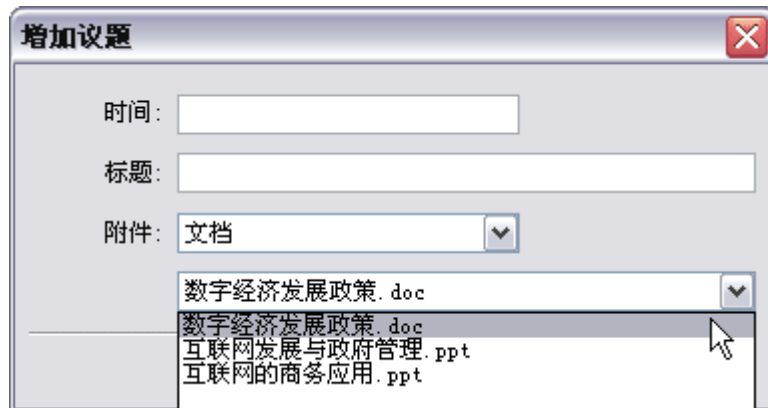 增加议题
时间:
标题:
附件: 文档
数字经济发展政策.doc
数字经济发展政策.doc
互联网发展与政府管理.ppt
互联网的商务应用.ppt